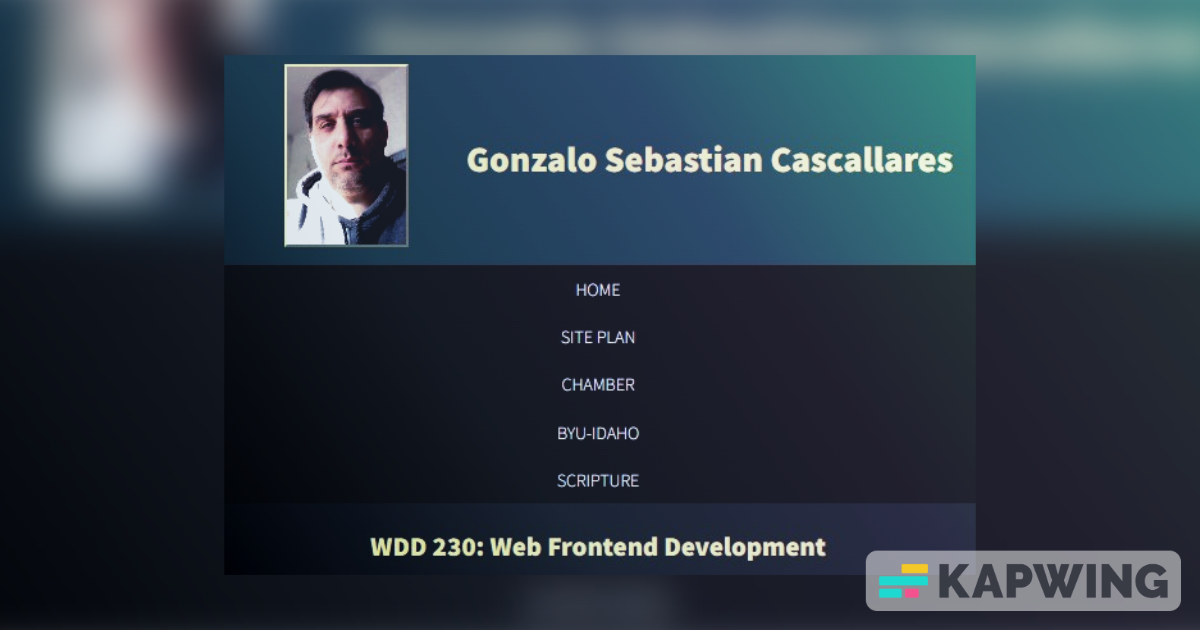 Gonzalo Sebastian Cascallares
HOME
SITE PLAN
CHAMBER
BYU-IDAHO
SCRIPTURE
WDD 230: Web Frontend Development
KAPWING